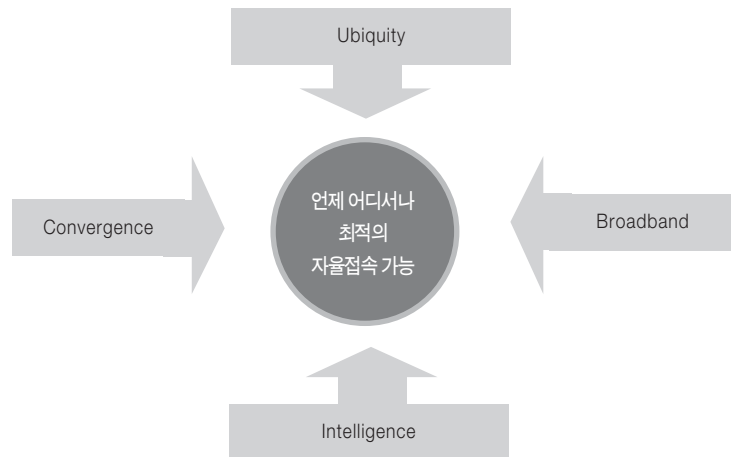 Ubiquity
언제 어디서나
최적의
자율접속 가능
Convergence
Broadband
Intelligence